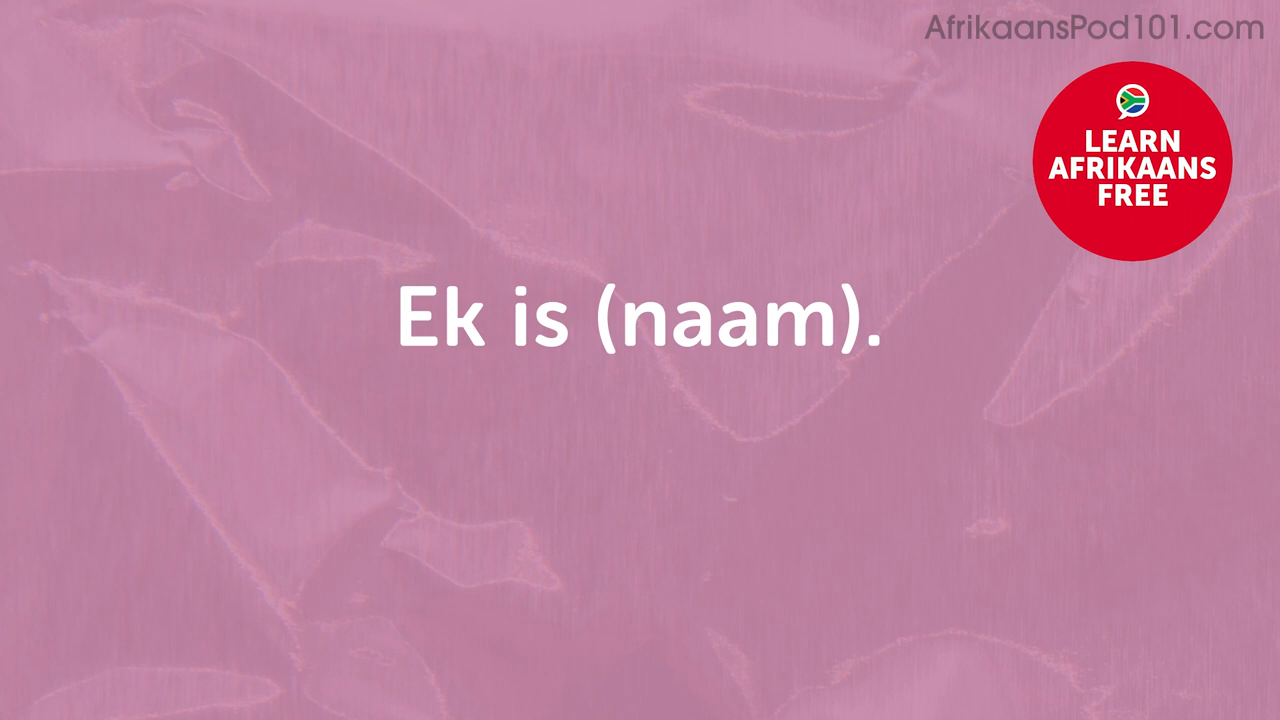 AfrikaansPod101.com
LEARN
AFRIKAANS
FREE
Ek is (naam).